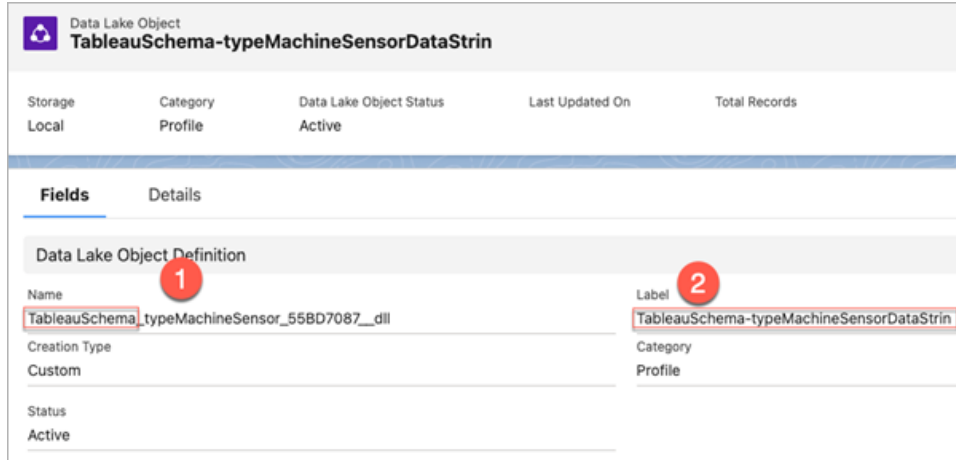 Data Lake Object
TableauSchema-typeMachineSensorDataStrin
Storage Category Data Lake Object Status Last Updated On Total Records
Local Profile Active
Fields Details
Data Lake Object Definition
1
2
Name Label
TableauSchema_typeMachineSensor_55BD7087__dll TableauSchema-typeMachineSensorDataStrin
Creation Type Category
Custom Profile
Status
Active